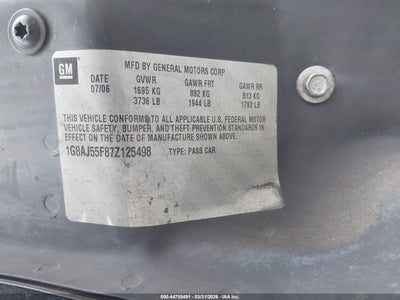 GM
MFD BY GENERAL MOTORS CORP
DATE GVWR GAWR FRT GAWR RR
07/06 1695 KG 882 KG 813 KG
3736 LB 1944 LB 1792 LB
THIS VEHICLE CONFORMS TO ALL APPLICABLE U.S. FEDERAL MOTOR
VEHICLE SAFETY, BUMPER, AND THEFT PREVENTION STANDARDS IN
EFFECT ON THE DATE OF MANUFACTURE SHOWN ABOVE.
1G8AJ55F87Z125498 TYPE: PASS CAR
000-44755491 - 03/31/2026 - IAAI.COM